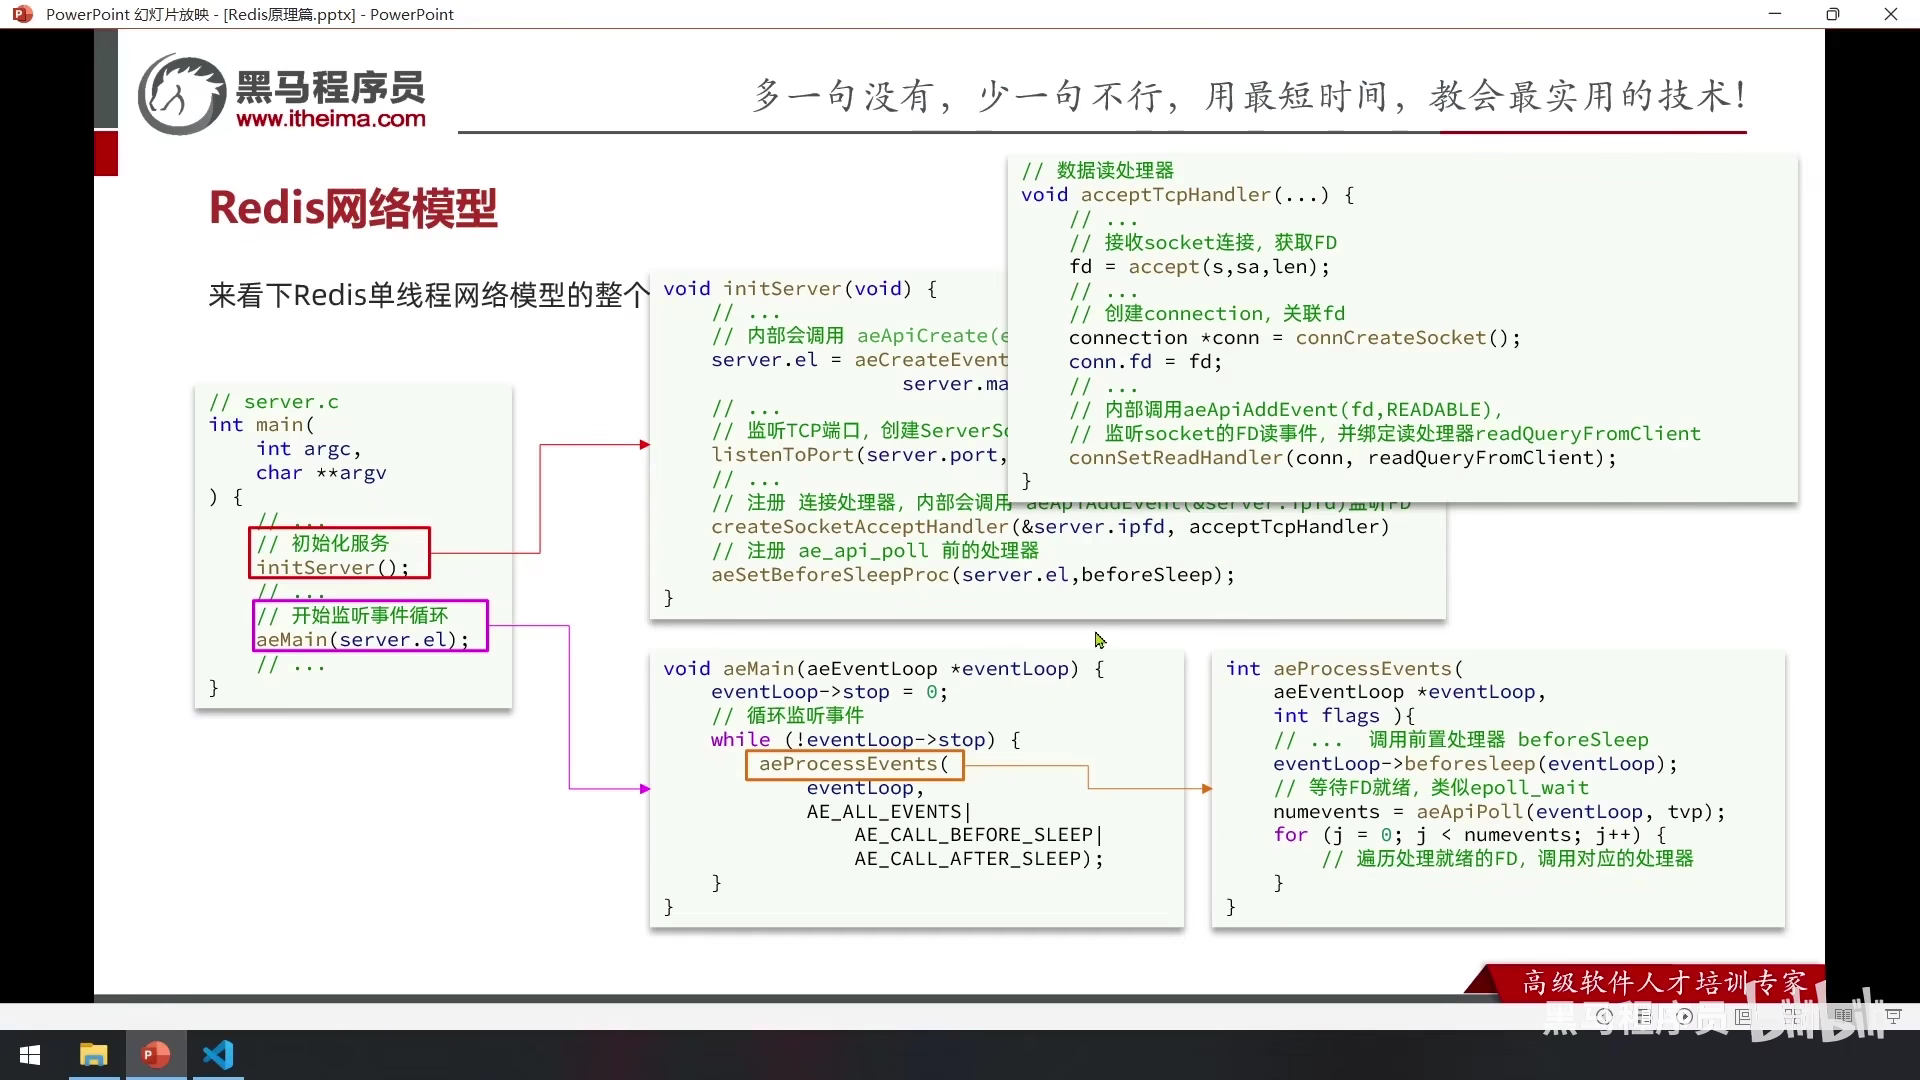 PowerPoint 幻灯片放映 - [Redis原理篇.pptx] - PowerPoint
黑马程序员
www.itheima.com
多一句没有，少一句不行，用最短时间，教会最实用的技术！
Redis网络模型
来看下Redis单线程网络模型的整个
// server.c
int main(
int argc,
char **argv
) {
// ...
// 初始化服务
initServer();
// ...
// 开始监听事件循环
aeMain(server.el);
// ...
}
void initServer(void) {
// ...
// 内部会调用 aeApiCreate(e
server.el = aeCreateEvent
server.ma
// ...
// 监听TCP端口，创建ServerSo
listenToPort(server.port,
// ...
// 注册 连接处理器，内部会调用 aeApiAddEvent(&server.ipfd)监听FD
createSocketAcceptHandler(&server.ipfd, acceptTcpHandler)
// 注册 ae_api_poll 前的处理器
aeSetBeforeSleepProc(server.el,beforeSleep);
}
// 数据读处理器
void acceptTcpHandler(...) {
// ...
// 接收socket连接，获取FD
fd = accept(s,sa,len);
// ...
// 创建connection，关联fd
connection *conn = connCreateSocket();
conn.fd = fd;
// ...
// 内部调用aeApiAddEvent(fd,READABLE)，
// 监听socket的FD读事件，并绑定读处理器readQueryFromClient
connSetReadHandler(conn, readQueryFromClient);
}
void aeMain(aeEventLoop *eventLoop) {
eventLoop->stop = 0;
// 循环监听事件
while (!eventLoop->stop) {
aeProcessEvents(
eventLoop,
AE_ALL_EVENTS|
AE_CALL_BEFORE_SLEEP|
AE_CALL_AFTER_SLEEP);
}
}
int aeProcessEvents(
aeEventLoop *eventLoop,
int flags ){
// ... 调用前置处理器 beforeSleep
eventLoop->beforesleep(eventLoop);
// 等待FD就绪，类似epoll_wait
numevents = aeApiPoll(eventLoop, tvp);
for (j = 0; j < numevents; j++) {
// 遍历处理就绪的FD，调用对应的处理器
}
}
高级软件人才培训专家
黑马程序员 bilibili